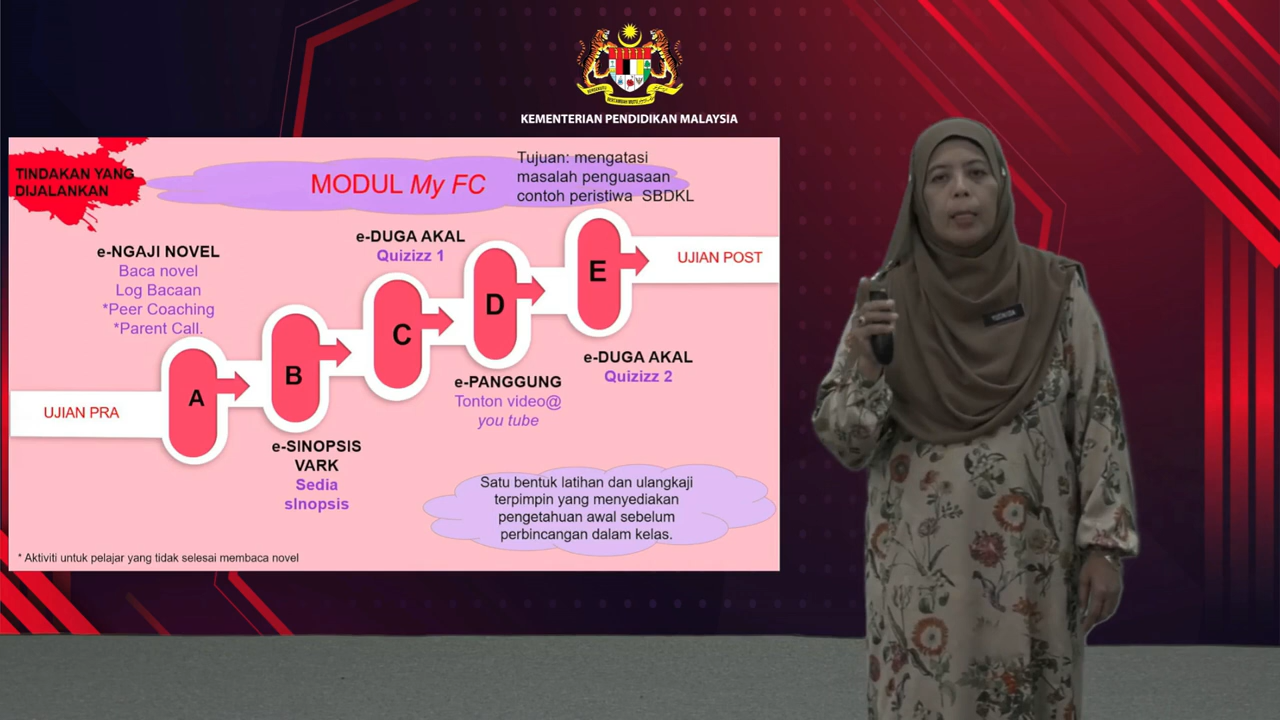 KEMENTERIAN PENDIDIKAN MALAYSIA
TINDAKAN YANG
DIJALANKAN
MODUL My FC
Tujuan: mengatasi
masalah penguasaan
contoh peristiwa SBDKL
e-NGAJI NOVEL
Baca novel
Log Bacaan
*Peer Coaching
*Parent Call.
e-DUGA AKAL
Quizizz 1
UJIAN PRA
A
B
C
D
E
UJIAN POST
e-SINOPSIS
VARK
Sedia
sInopsis
e-PANGGUNG
Tonton video@
you tube
e-DUGA AKAL
Quizizz 2
Satu bentuk latihan dan ulangkaji
terpimpin yang menyediakan
pengetahuan awal sebelum
perbincangan dalam kelas.
* Aktiviti untuk pelajar yang tidak selesai membaca novel